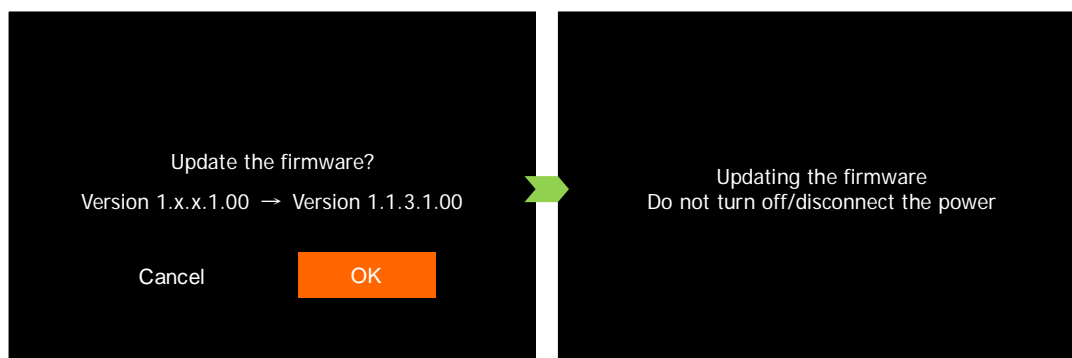 Update the firmware?
Version 1.x.x.1.00 → Version 1.1.3.1.00
Cancel
OK
Updating the firmware
Do not turn off/disconnect the power